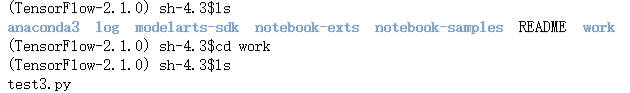 (TensorFlow-2.1.0) sh-4.3$ls
anaconda3 log modelarts-sdk notebook-exts notebook-samples README work
(TensorFlow-2.1.0) sh-4.3$cd work
(TensorFlow-2.1.0) sh-4.3$ls
test3.py